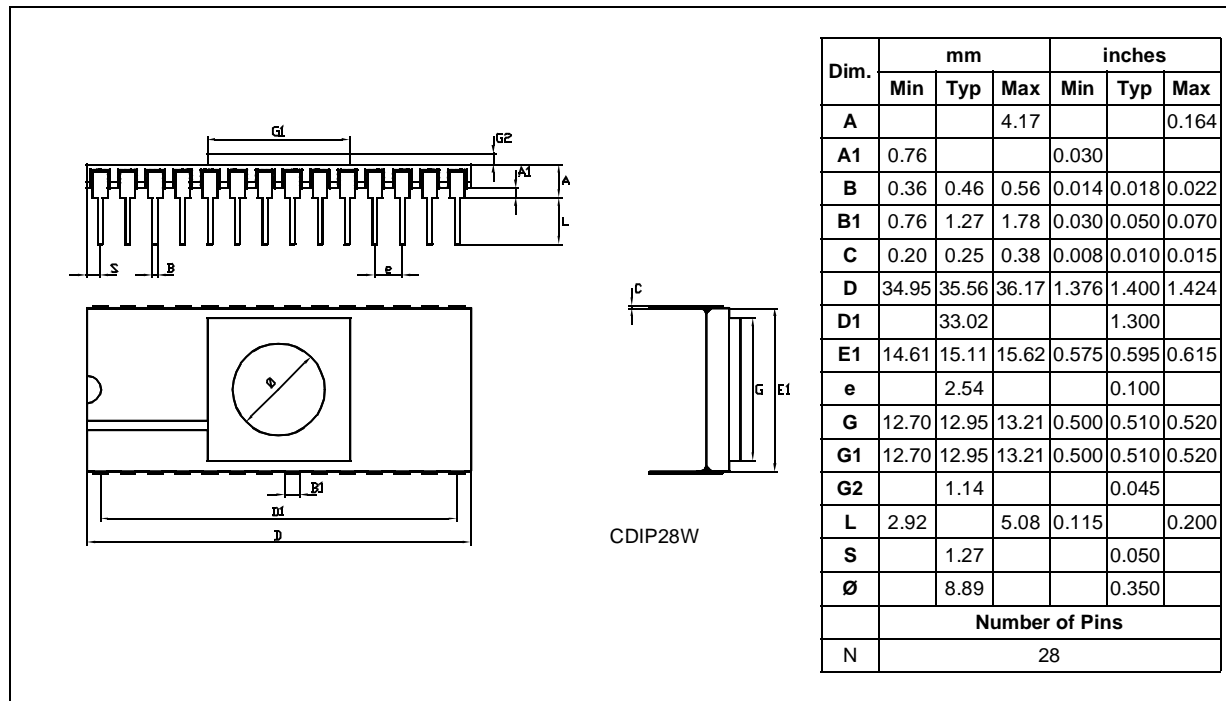 G1
G2
A1
A
L
S
B
e
C
Ø
G
E1
B1
D1
D
CDIP28W
Dim. mm inches
Min Typ Max Min Typ Max
A 4.17 0.164
A1 0.76 0.030
B 0.36 0.46 0.56 0.014 0.018 0.022
B1 0.76 1.27 1.78 0.030 0.050 0.070
C 0.20 0.25 0.38 0.008 0.010 0.015
D 34.95 35.56 36.17 1.376 1.400 1.424
D1 33.02 1.300
E1 14.61 15.11 15.62 0.575 0.595 0.615
e 2.54 0.100
G 12.70 12.95 13.21 0.500 0.510 0.520
G1 12.70 12.95 13.21 0.500 0.510 0.520
G2 1.14 0.045
L 2.92 5.08 0.115 0.200
S 1.27 0.050
Ø 8.89 0.350
Number of Pins
N 28